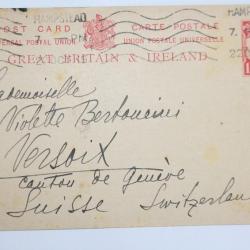 POST CARD
CARTE POSTALE
UNIVERSAL POSTAL UNION
UNION POSTALE UNIVERSELLE
HAMPSTEAD
GREAT BRITAIN & IRELAND
Mademoiselle
Violette
Versoix
canton de Genève
Suisse Switzerland